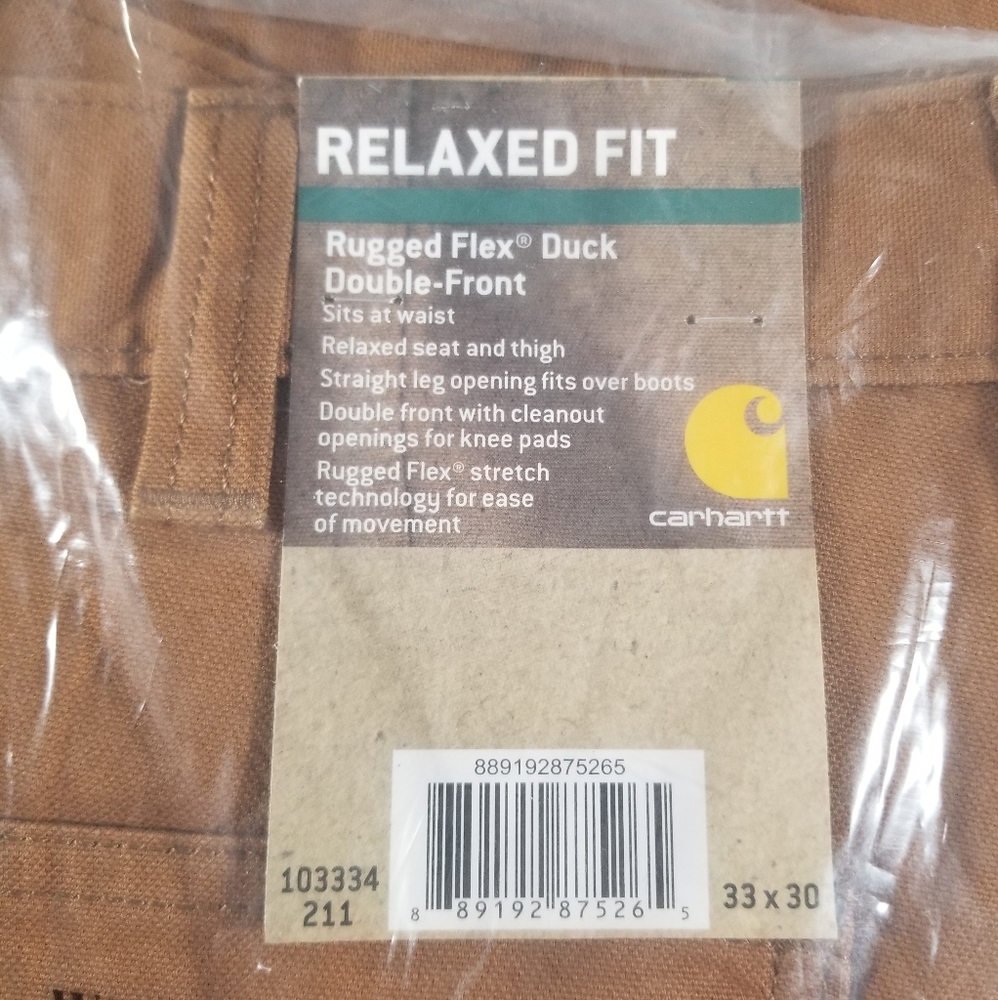 RELAXED FIT
Rugged Flex® Duck
Double-Front
Sits at waist
Relaxed seat and thigh
Straight leg opening fits over boots
Double front with cleanout
openings for knee pads
Rugged Flex® stretch
technology for ease
of movement
carhartt
889192875265
103334
211
8 89192 87526 5
33 x 30